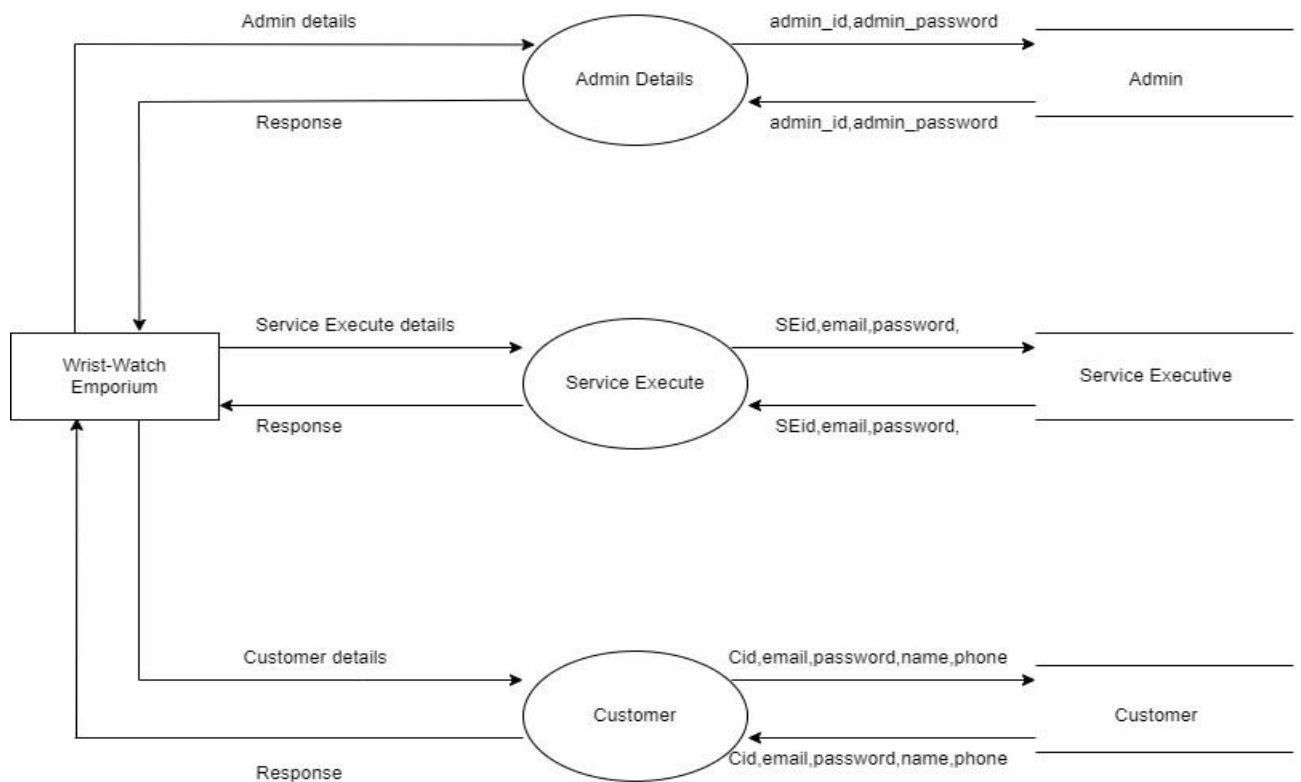 Admin details
admin_id,admin_password
Admin Details
Admin
Response
admin_id,admin_password
Service Execute details
SEid,email,password,
Wrist-Watch
Emporium
Service Execute
Service Executive
Response
SEid,email,password,
Customer details
Cid,email,password,name,phone
Customer
Customer
Response
Cid,email,password,name,phone